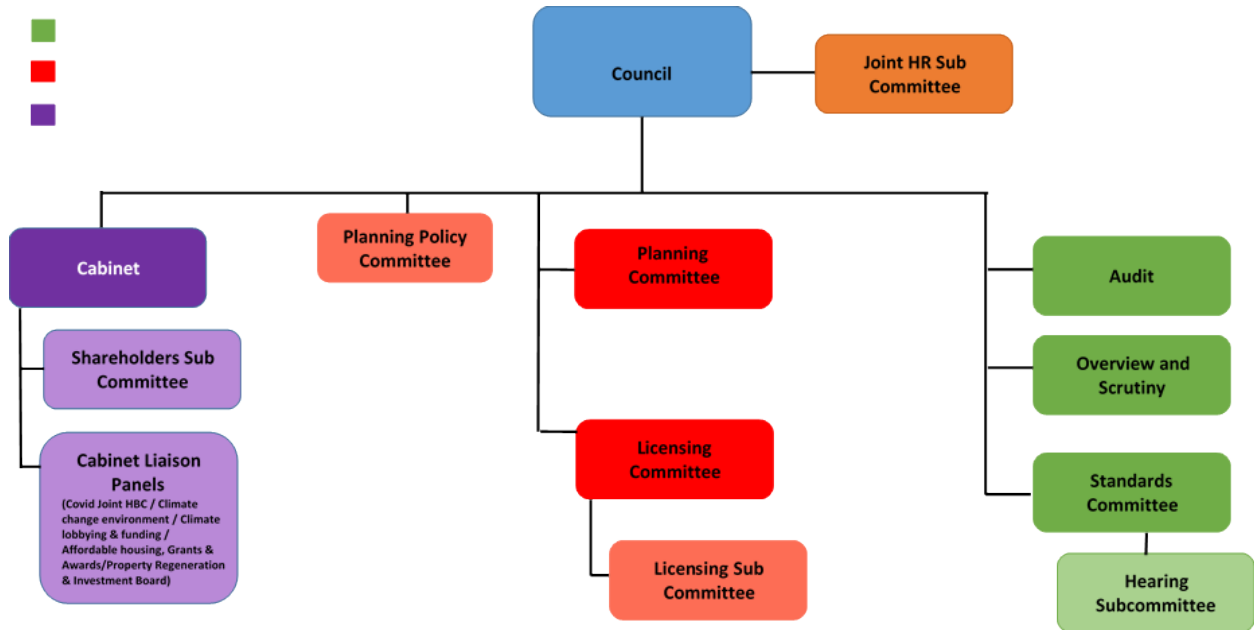 Council
Joint HR Sub
Committee
Cabinet
Planning Policy
Committee
Planning
Committee
Audit
Shareholders Sub
Committee
Overview and
Scrutiny
Cabinet Liaison
Panels
(Covid Joint HBC / Climate
change environment / Climate
lobbying & funding /
Affordable housing, Grants &
Awards/Property Regeneration
& Investment Board)
Licensing
Committee
Standards
Committee
Licensing Sub
Committee
Hearing
Subcommittee